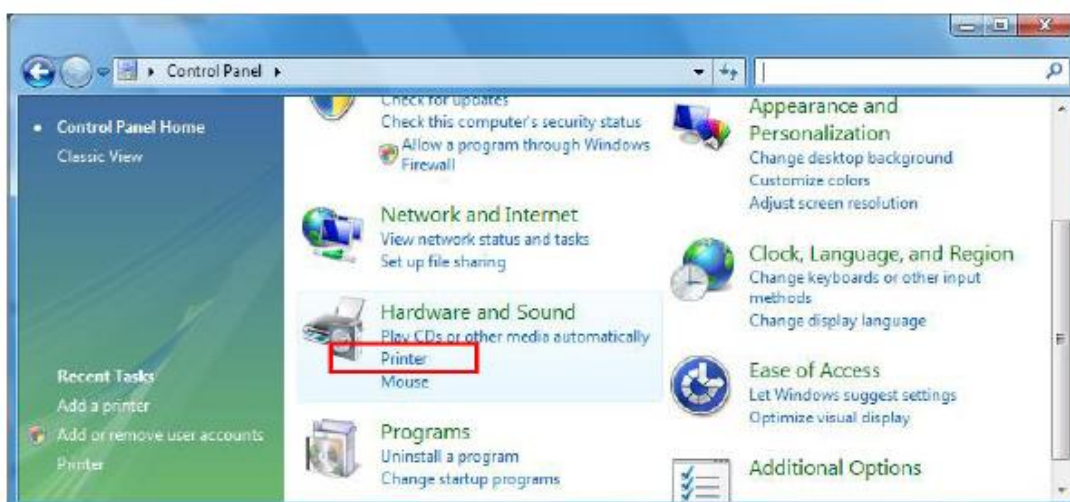 Control Panel
Control Panel Home
Classic View
Recent Tasks
Add a printer
Add or remove user accounts
Printer
Check for updates
Check this computer's security status
Allow a program through Windows
Firewall
Network and Internet
View network status and tasks
Set up file sharing
Hardware and Sound
Play CDs or other media automatically
Printer
Mouse
Programs
Uninstall a program
Change startup programs
Appearance and
Personalization
Change desktop background
Customize colors
Adjust screen resolution
Clock, Language, and Region
Change keyboards or other input
methods
Change display language
Ease of Access
Let Windows suggest settings
Optimize visual display
Additional Options